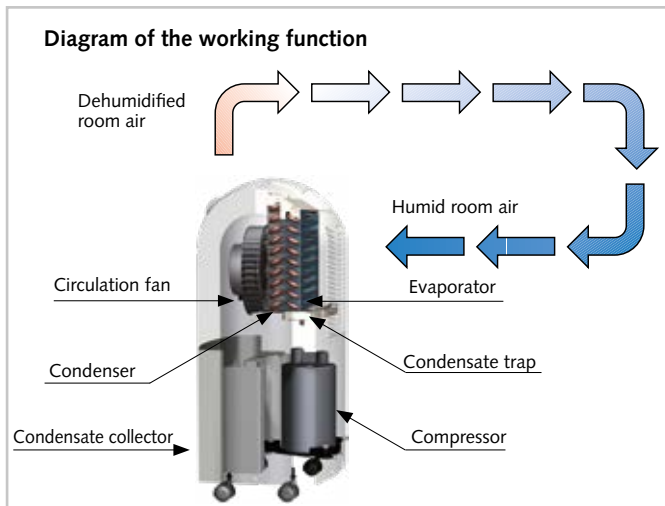 Diagram of the working function
Dehumidified
room air
Humid room air
Circulation fan
Evaporator
Condenser
Condensate trap
Condensate collector
Compressor